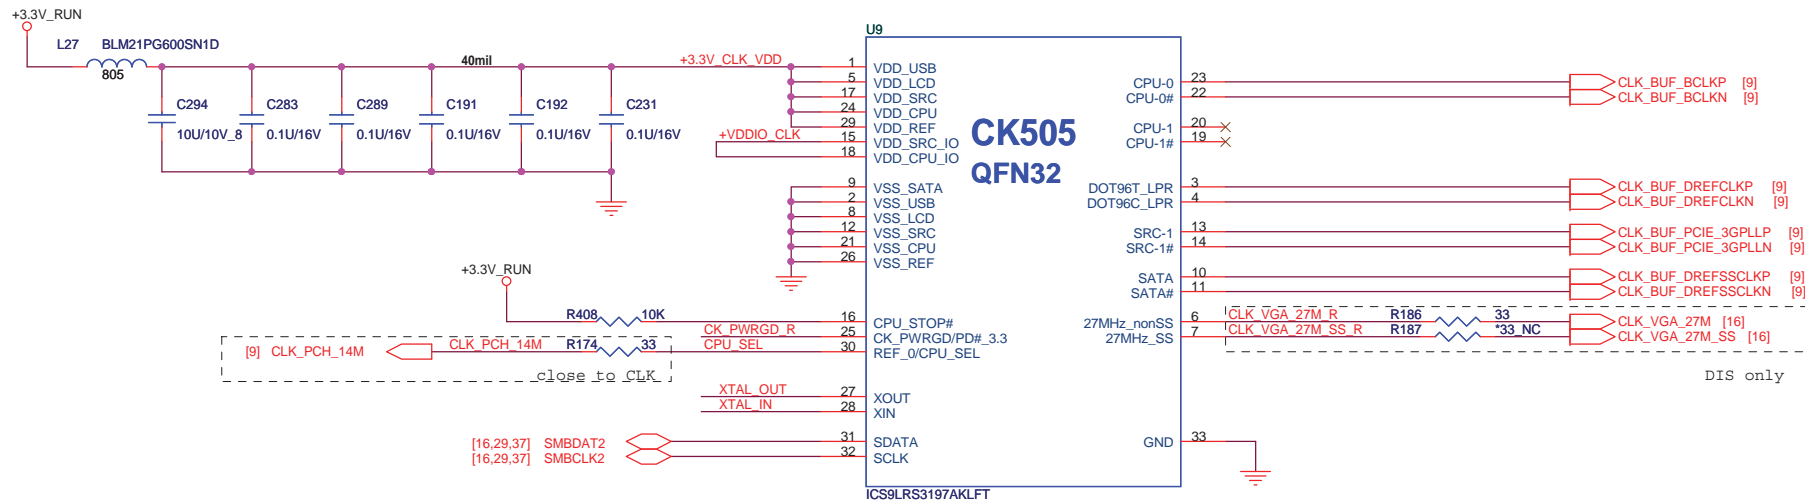 +3.3V_RUN
L27 BLM21PG600SN1D
805
40mil
+3.3V_CLK_VDD
C294
10U/10V_8
C283
0.1U/16V
C289
0.1U/16V
C191
0.1U/16V
C192
0.1U/16V
C231
0.1U/16V
+VDDIO_CLK
U9
CK505
QFN32
1 VDD_USB
5 VDD_LCD
17 VDD_SRC
24 VDD_CPU
29 VDD_REF
15 VDD_SRC_IO
18 VDD_CPU_IO
9 VSS_SATA
2 VSS_USB
8 VSS_LCD
12 VSS_SRC
21 VSS_CPU
26 VSS_REF
+3.3V_RUN
R408 10K
16 CPU_STOP#
CK_PWRGD_R 25 CK_PWRGD/PD#_3.3
[9] CLK_PCH_14M CLK_PCH_14M R174 33 CPU_SEL 30 REF_0/CPU_SEL
close to CLK
XTAL_OUT 27 XOUT
XTAL_IN 28 XIN
[16,29,37] SMBDAT2 31 SDATA
[16,29,37] SMBCLK2 32 SCLK
CPU-0 23 CLK_BUF_BCLKP [9]
CPU-0# 22 CLK_BUF_BCLKN [9]
CPU-1 20
CPU-1# 19
DOT96T_LPR 3 CLK_BUF_DREFCLKP [9]
DOT96C_LPR 4 CLK_BUF_DREFCLKN [9]
SRC-1 13 CLK_BUF_PCIE_3GPLLP [9]
SRC-1# 14 CLK_BUF_PCIE_3GPLLN [9]
SATA 10 CLK_BUF_DREFSSCLKP [9]
SATA# 11 CLK_BUF_DREFSSCLKN [9]
27MHz_nonSS 6 CLK_VGA_27M_R R186 33 CLK_VGA_27M [16]
27MHz_SS 7 CLK_VGA_27M_SS_R R187 *33_NC CLK_VGA_27M_SS [16]
DIS only
GND 33
ICS9LRS3197AKLFT